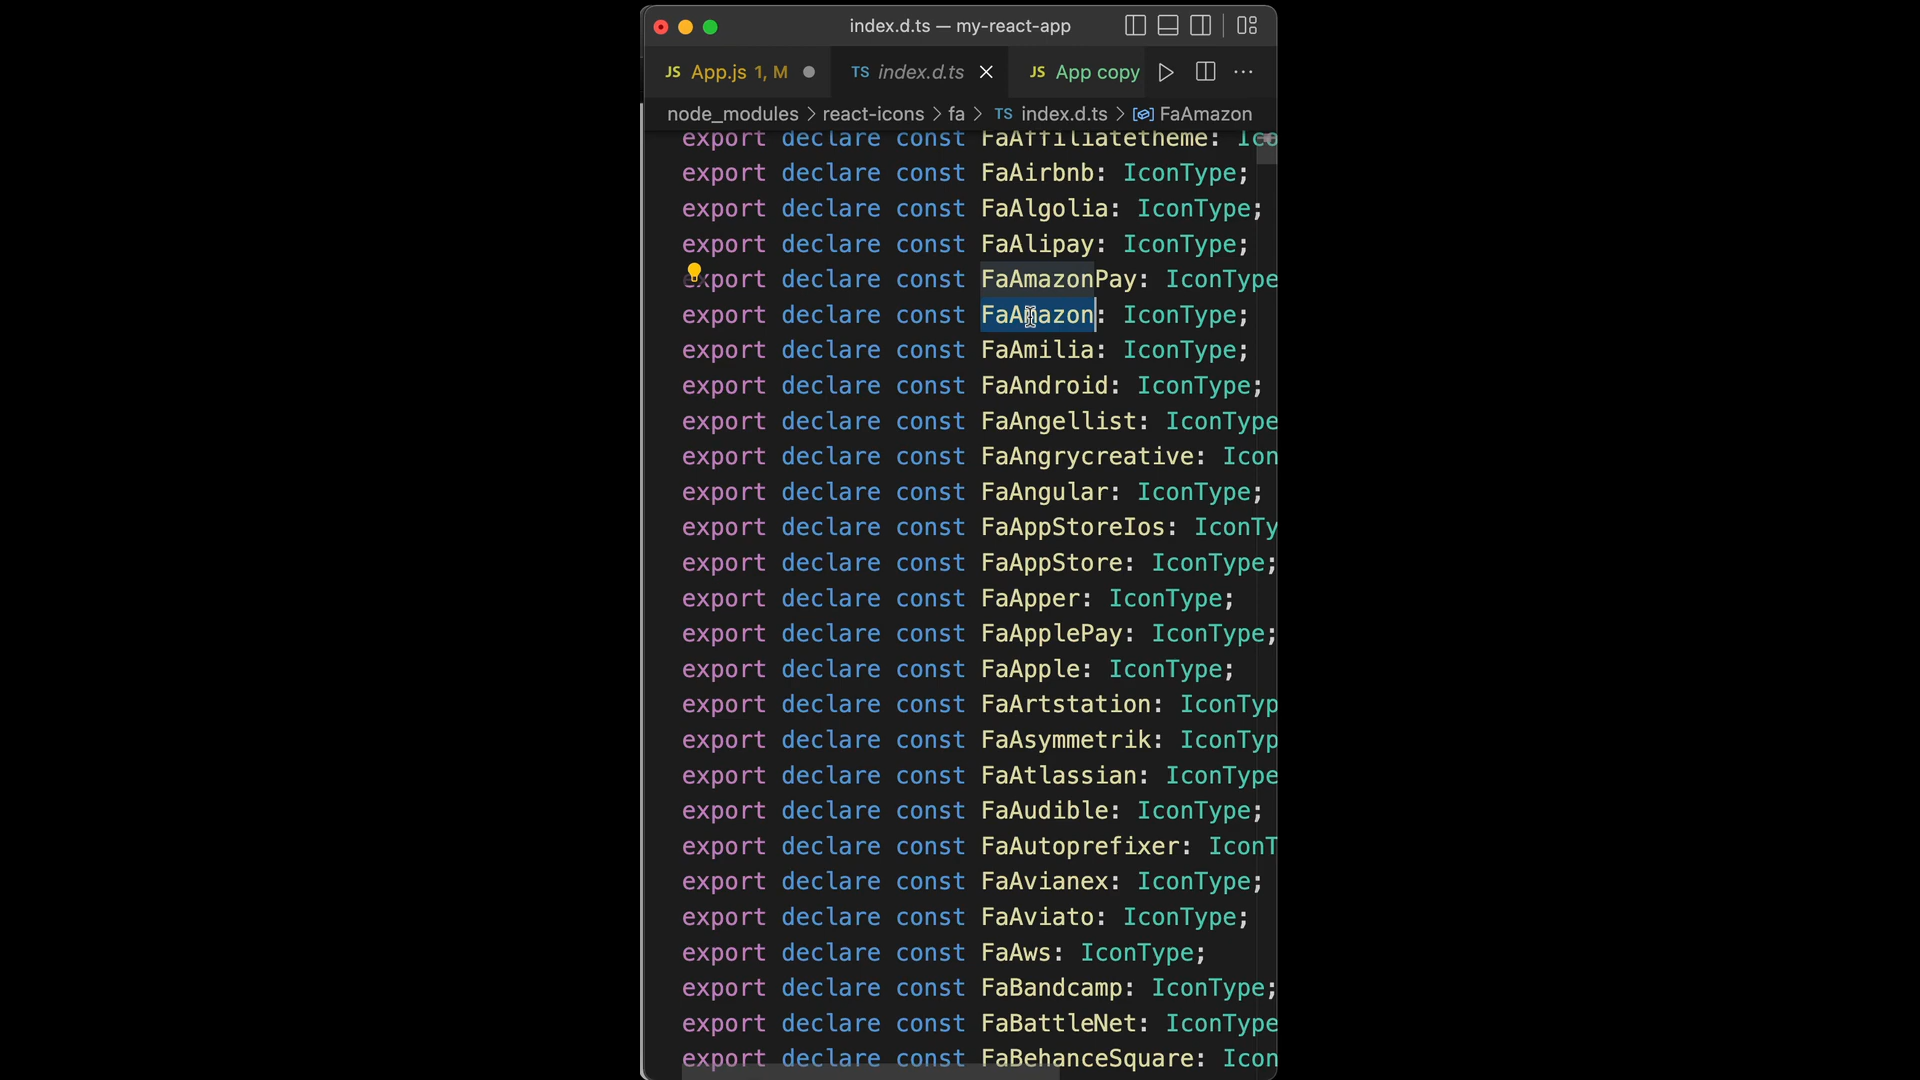 index.d.ts — my-react-app
JS App.js 1, M TS index.d.ts JS App copy
node_modules > react-icons > fa > TS index.d.ts > FaAmazon
export declare const FaAffiliatetheme: Ico
export declare const FaAirbnb: IconType;
export declare const FaAlgolia: IconType;
export declare const FaAlipay: IconType;
export declare const FaAmazonPay: IconType
export declare const FaAmazon: IconType;
export declare const FaAmilia: IconType;
export declare const FaAndroid: IconType;
export declare const FaAngellist: IconType
export declare const FaAngrycreative: Icon
export declare const FaAngular: IconType;
export declare const FaAppStoreIos: IconTy
export declare const FaAppStore: IconType;
export declare const FaApper: IconType;
export declare const FaApplePay: IconType;
export declare const FaApple: IconType;
export declare const FaArtstation: IconTyp
export declare const FaAsymmetrik: IconTyp
export declare const FaAtlassian: IconType
export declare const FaAudible: IconType;
export declare const FaAutoprefixer: IconT
export declare const FaAvianex: IconType;
export declare const FaAviato: IconType;
export declare const FaAws: IconType;
export declare const FaBandcamp: IconType;
export declare const FaBattleNet: IconType
export declare const FaBehanceSquare: Icon